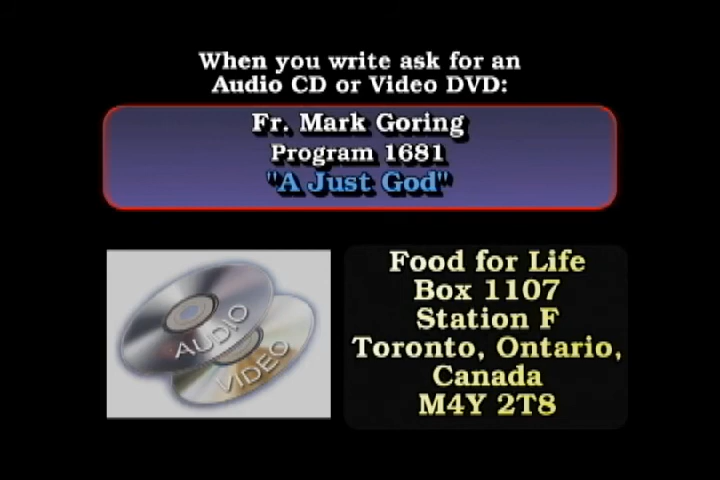 When you write ask for an
Audio CD or Video DVD:
Fr. Mark Goring
Program 1681
"A Just God"
AUDIO
VIDEO
Food for Life
Box 1107
Station F
Toronto, Ontario,
Canada
M4Y 2T8